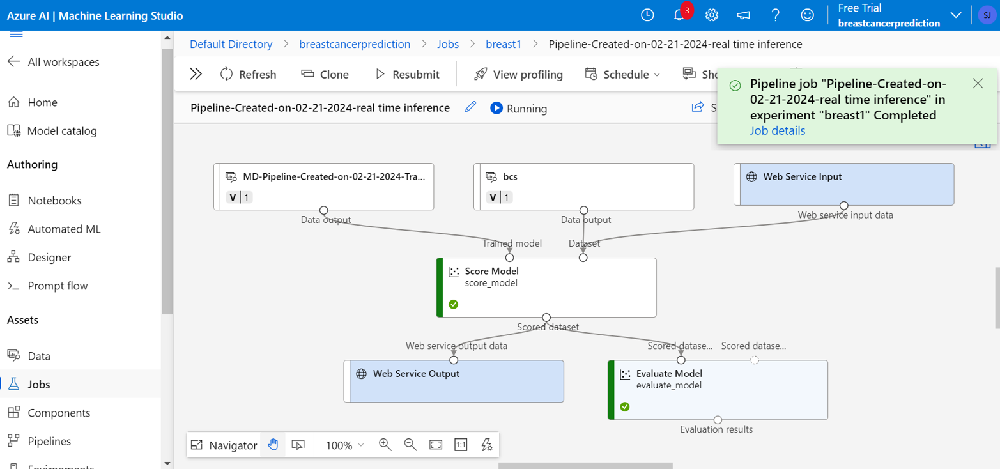 Azure AI | Machine Learning Studio
3
Free Trial
breastcancerprediction
SJ
All workspaces
Home
Model catalog
Authoring
Notebooks
Automated ML
Designer
Prompt flow
Assets
Data
Jobs
Components
Pipelines
Environments
Default Directory > breastcancerprediction > Jobs > breast1 > Pipeline-Created-on-02-21-2024-real time inference
Refresh Clone Resubmit View profiling Schedule
Pipeline-Created-on-02-21-2024-real time inference Running
Pipeline job "Pipeline-Created-on-
02-21-2024-real time inference" in
experiment "breast1" Completed
Job details
MD-Pipeline-Created-on-02-21-2024-Tra...
V 1
Data output
bcs
V 1
Data output
Web Service Input
Web service input data
Trained model
Dataset
Score Model
score_model
Scored dataset
Web service output data
Scored datase...
Scored datase...
Web Service Output
Evaluate Model
evaluate_model
Evaluation results
Navigator 100% 1:1